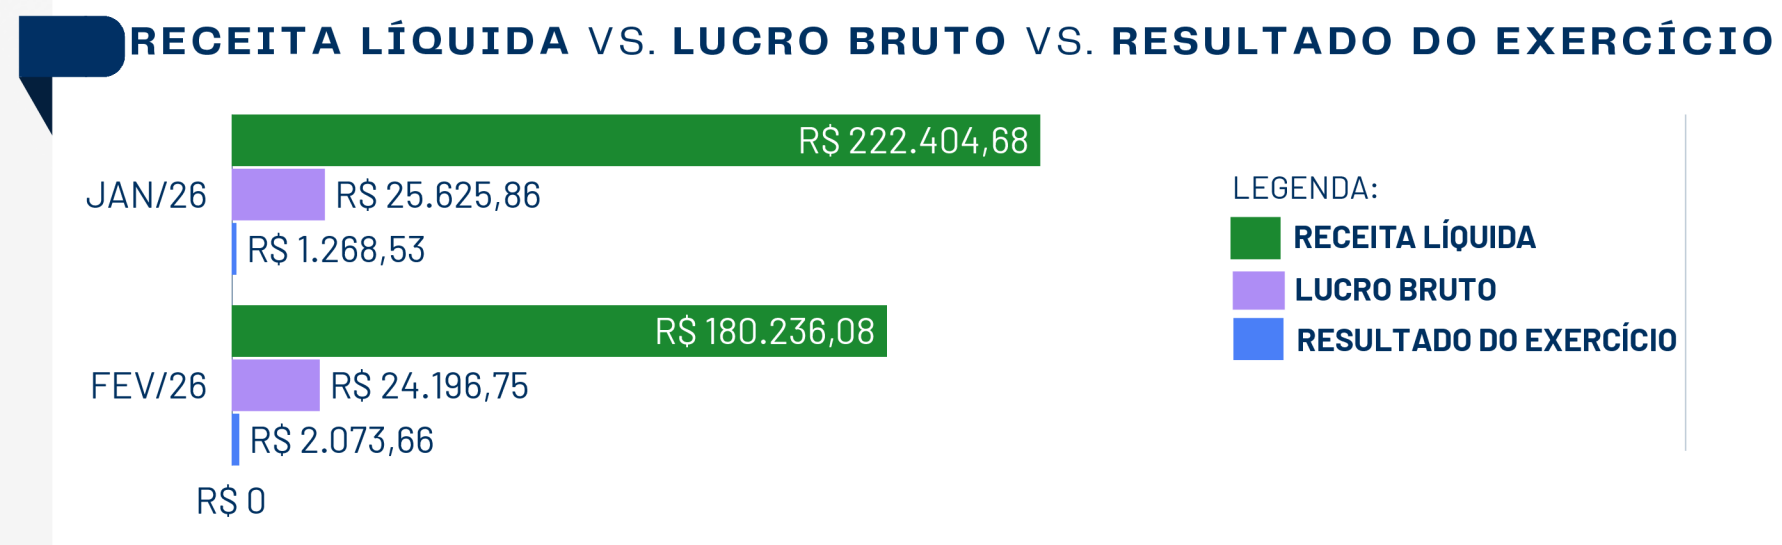 RECEITA LÍQUIDA VS. LUCRO BRUTO VS. RESULTADO DO EXERCÍCIO
R$ 222.404,68
JAN/26
R$ 25.625,86
R$ 1.268,53
R$ 180.236,08
FEV/26
R$ 24.196,75
R$ 2.073,66
R$ 0
LEGENDA:
RECEITA LÍQUIDA
LUCRO BRUTO
RESULTADO DO EXERCÍCIO